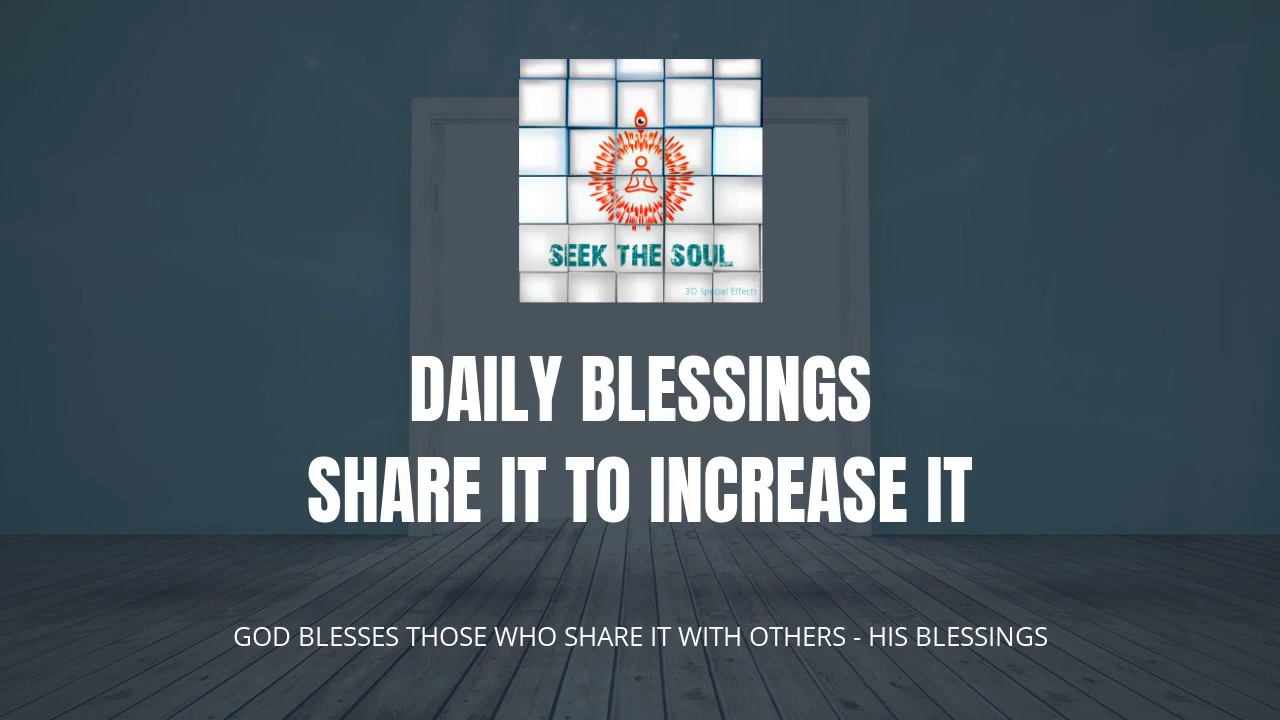 SEEK THE SOUL
3D Special Effects
DAILY BLESSINGS
SHARE IT TO INCREASE IT
GOD BLESSES THOSE WHO SHARE IT WITH OTHERS - HIS BLESSINGS